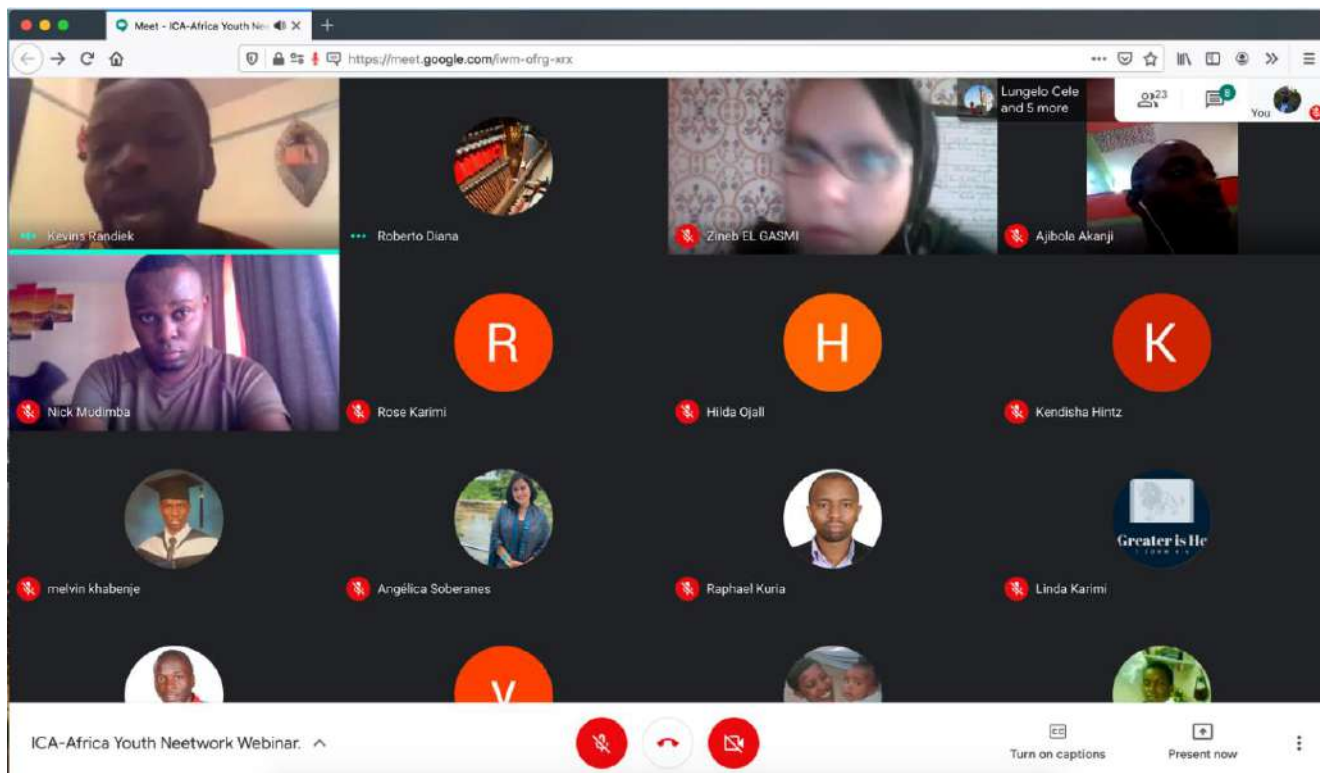 Meet - ICA-Africa Youth Ne
https://meet.google.com/iwm-ofrg-xrx
Lungelo Cele
and 5 more
23
8
You
Kevins Randiek
Roberto Diana
Zineb EL GASMI
Ajibola Akanji
R
H
K
Nick Mudimba
Rose Karimi
Hilda Ojall
Kendisha Hintz
Greater is He
melvin khabenje
Angélica Soberanes
Raphael Kuria
Linda Karimi
ICA-Africa Youth Neetwork Webinar.
CC
Turn on captions
Present now